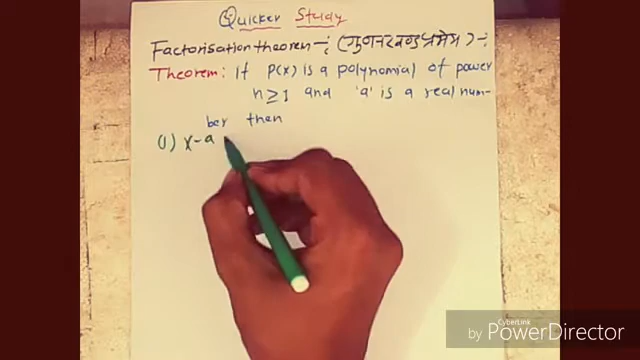 Quicker Study
Factorisation theorem -: (गुणनखण्ड प्रमेय) -:
Theorem: If P(x) is a polynomial of power
n ≥ 1 and 'a' is a real num-
ber then
(1) x-a
CyberLink
by PowerDirector